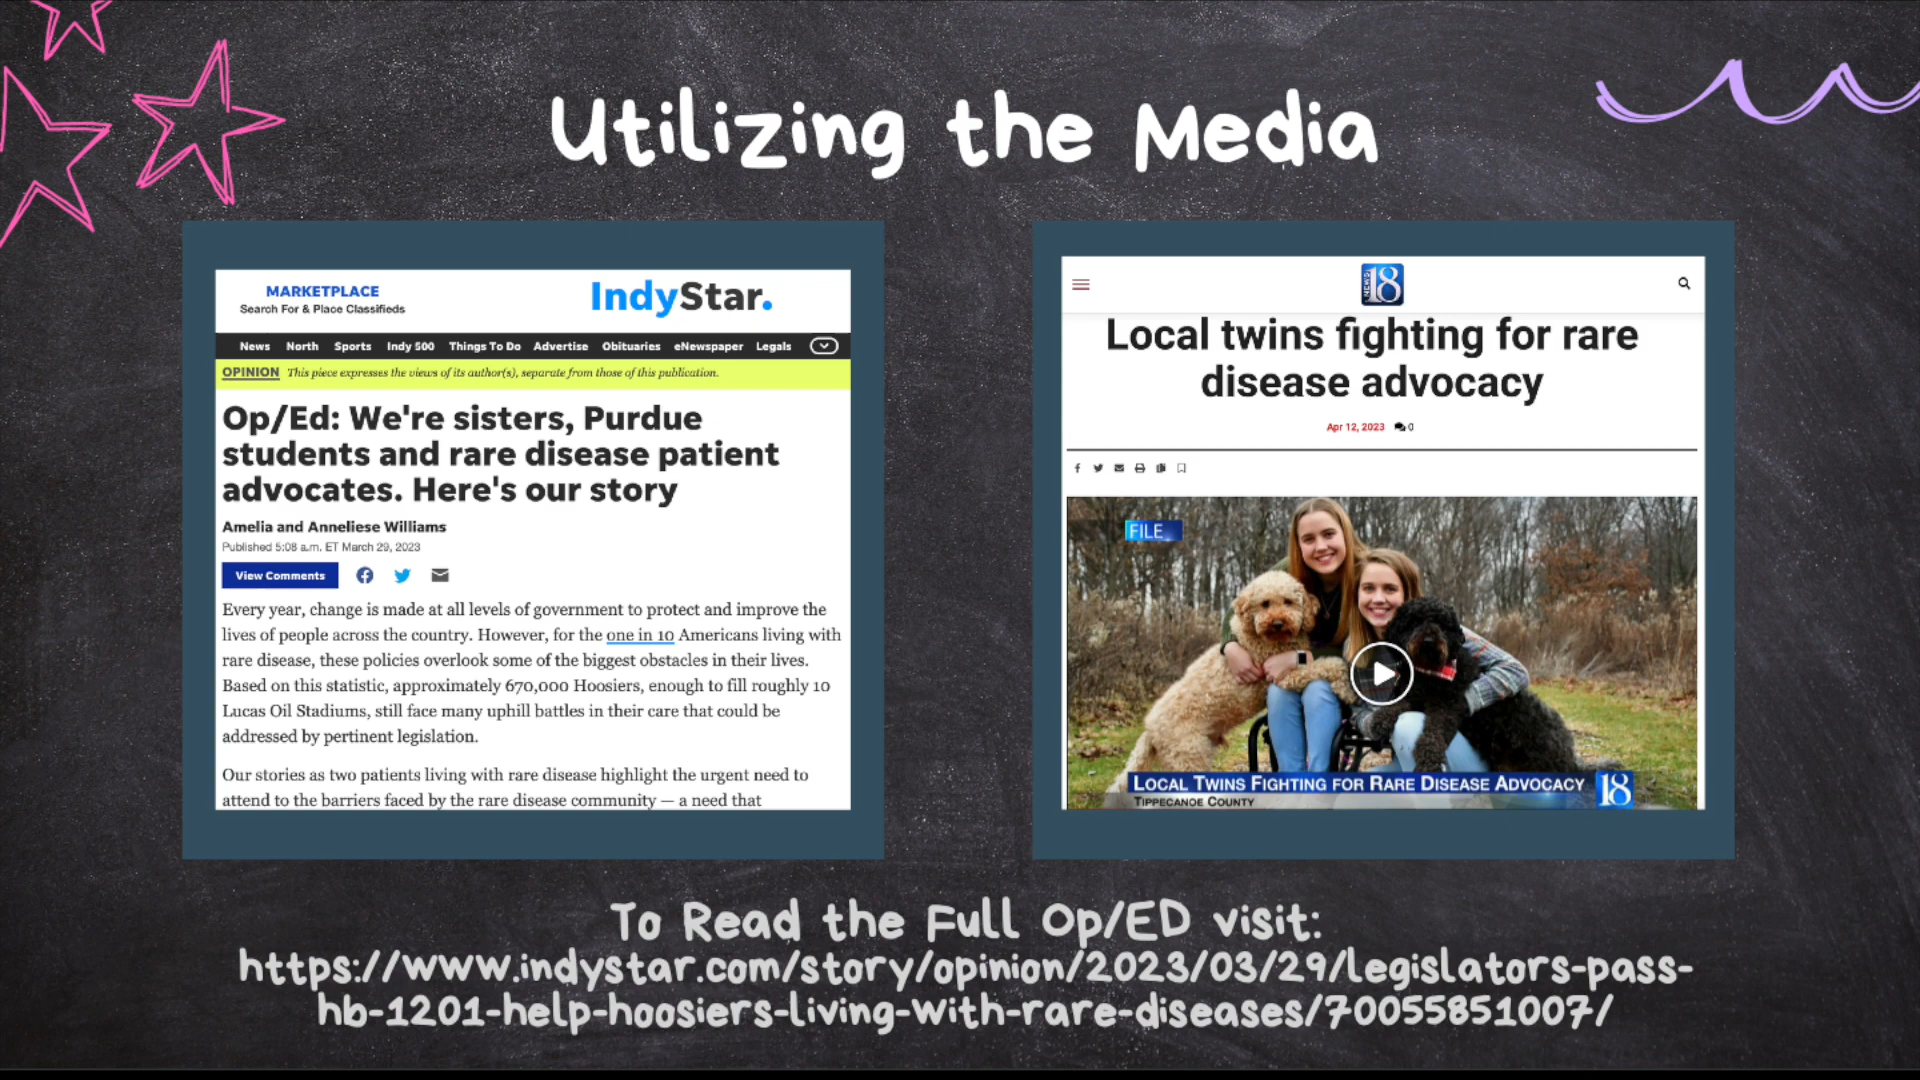 Utilizing the Media
MARKETPLACE
Search For & Place Classifieds
IndyStar.
News North Sports Indy 500 Things To Do Advertise Obituaries eNewspaper Legals
OPINION This piece expresses the views of its author(s), separate from those of this publication.
Op/Ed: We're sisters, Purdue
students and rare disease patient
advocates. Here's our story
Amelia and Anneliese Williams
Published 5:08 a.m. ET March 29, 2023
View Comments
Every year, change is made at all levels of government to protect and improve the
lives of people across the country. However, for the one in 10 Americans living with
rare disease, these policies overlook some of the biggest obstacles in their lives.
Based on this statistic, approximately 670,000 Hoosiers, enough to fill roughly 10
Lucas Oil Stadiums, still face many uphill battles in their care that could be
addressed by pertinent legislation.
Our stories as two patients living with rare disease highlight the urgent need to
attend to the barriers faced by the rare disease community — a need that
NEWS 18
Local twins fighting for rare
disease advocacy
Apr 12, 2023 0
FILE
LOCAL TWINS FIGHTING FOR RARE DISEASE ADVOCACY 18
TIPPECANOE COUNTY
To Read the Full Op/ED visit:
https://www.indystar.com/story/opinion/2023/03/29/legislators-pass-
hb-1201-help-hoosiers-living-with-rare-diseases/70055851007/